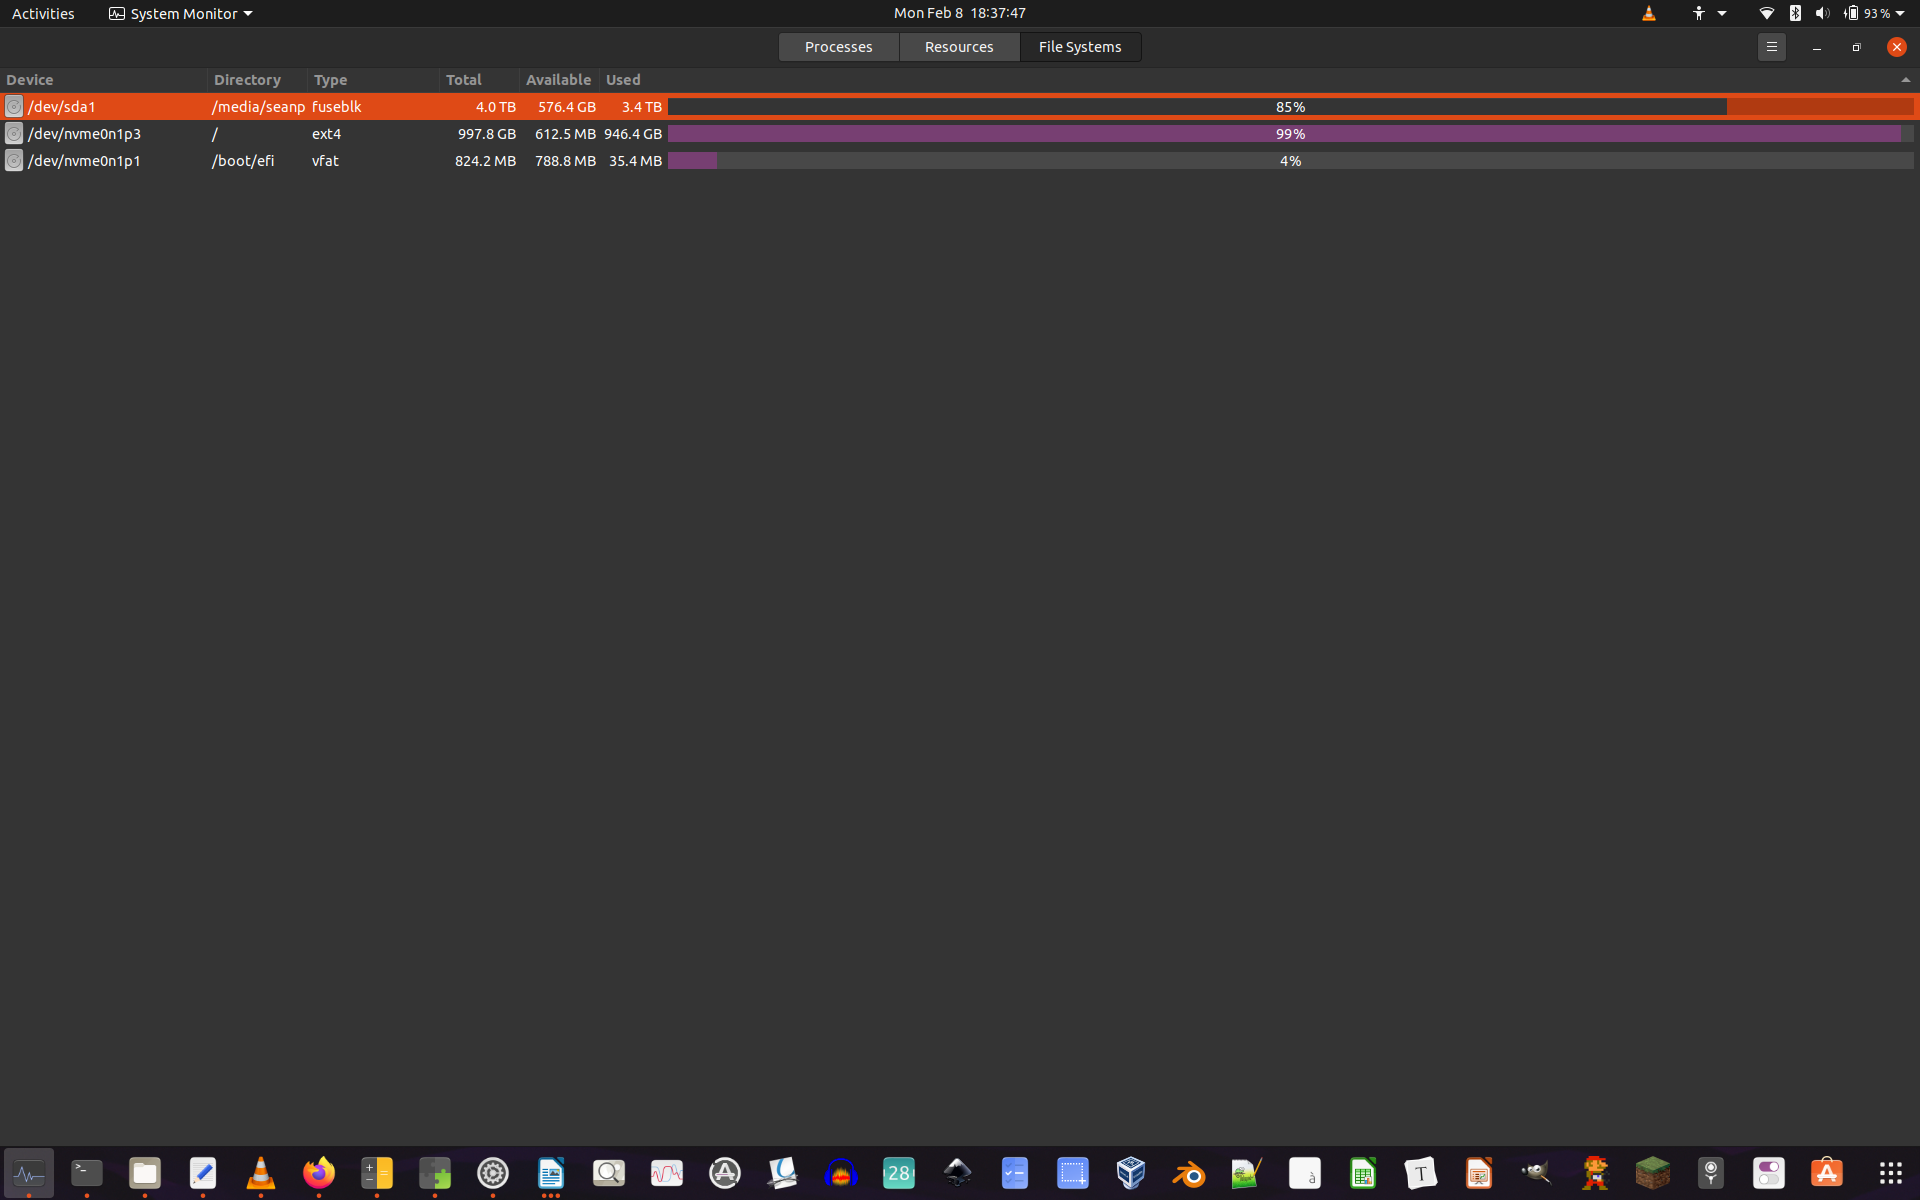 Activities System Monitor Mon Feb 8 18:37:47 93 %
Processes Resources File Systems
Device Directory Type Total Available Used
/dev/sda1 /media/seanp fuseblk 4.0 TB 576.4 GB 3.4 TB 85%
/dev/nvme0n1p3 / ext4 997.8 GB 612.5 MB 946.4 GB 99%
/dev/nvme0n1p1 /boot/efi vfat 824.2 MB 788.8 MB 35.4 MB 4%
>_ + − = 28 à T A